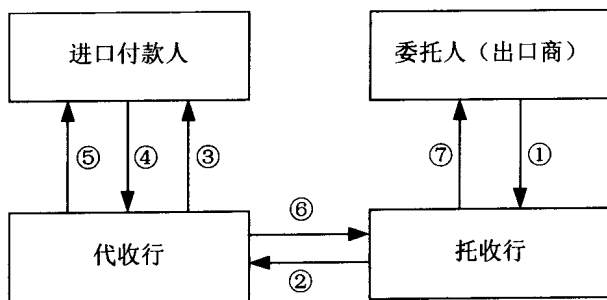 进口付款人
委托人（出口商）
⑤
④
③
⑦
①
⑥
代收行
托收行
②